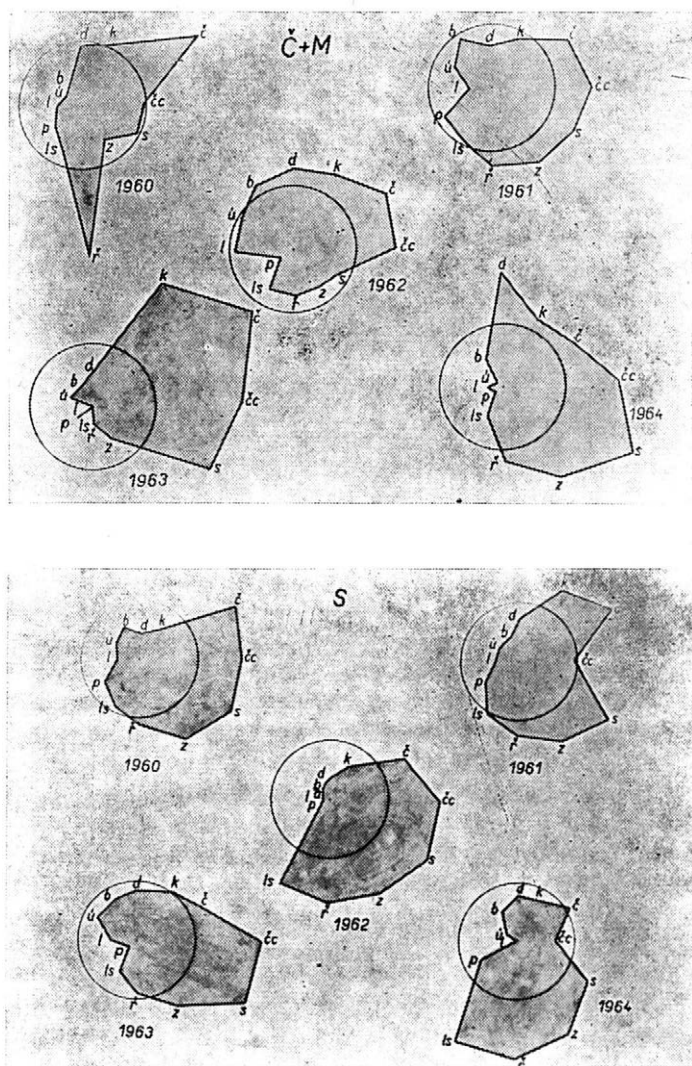 Č+M
d k č
b
ú
l čc
p s
ls z
ř
1960
b d k č
ú
l čc
p
ls s
ř z
1961
d k
b č
ú
l čc
p
ls s
ř z
1962
k
č
d
b
ú čc
l
p ls
ř
z
s
1963
d
k
č
b
ú čc
l
p
ls
s
ř z
1964
S
č
b d k
ú
l čc
p
ls s
ř z
1960
k
d
b
ú
l čc
p
ls s
ř z
1961
č
d k
b
l čc
p
s
ls
z
ř
1962
b d k
č
ú
l čc
p
ls
ř
z s
1963
d k
b č
ú čc
p
s
z
ls
1964